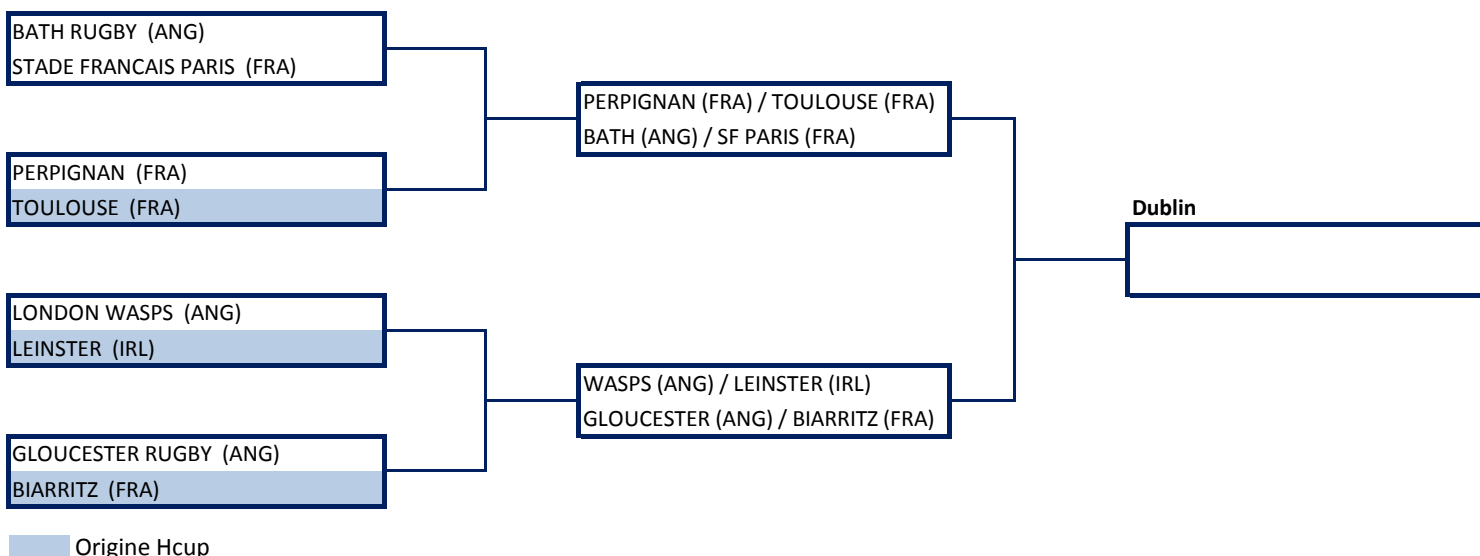 BATH RUGBY (ANG)
STADE FRANCAIS PARIS (FRA)
PERPIGNAN (FRA)
TOULOUSE (FRA)
LONDON WASPS (ANG)
LEINSTER (IRL)
GLOUCESTER RUGBY (ANG)
BIARRITZ (FRA)
Origine Hcup
PERPIGNAN (FRA) / TOULOUSE (FRA)
BATH (ANG) / SF PARIS (FRA)
WASPS (ANG) / LEINSTER (IRL)
GLOUCESTER (ANG) / BIARRITZ (FRA)
Dublin